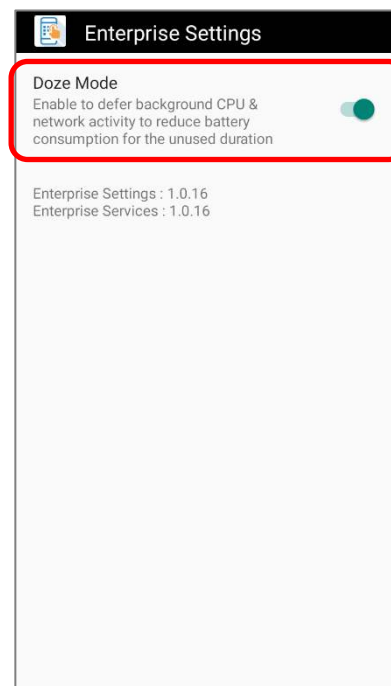 Enterprise Settings
Doze Mode
Enable to defer background CPU &
network activity to reduce battery
consumption for the unused duration
Enterprise Settings : 1.0.16
Enterprise Services : 1.0.16